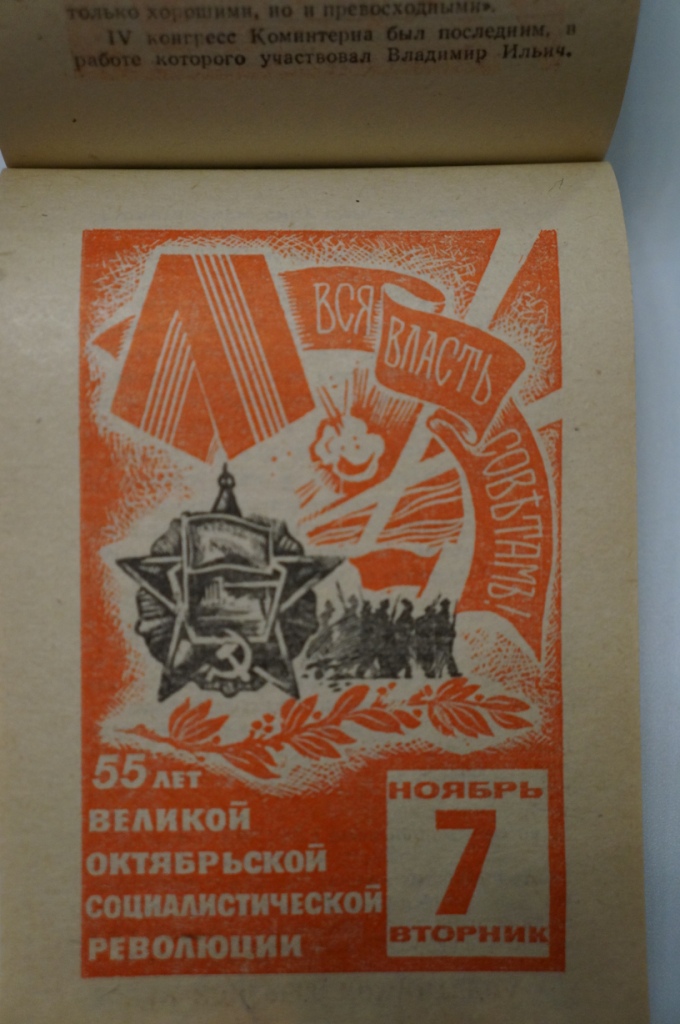 только хорошими, но и превосходными».
IV конгресс Коминтерна был последним, в
работе которого участвовал Владимир Ильич.
ВСЯ
ВЛАСТЬ
СОВѢТАМЪ!
55 ЛЕТ
ВЕЛИКОЙ
ОКТЯБРЬСКОЙ
СОЦИАЛИСТИЧЕСКОЙ
РЕВОЛЮЦИИ
НОЯБРЬ
7
ВТОРНИК